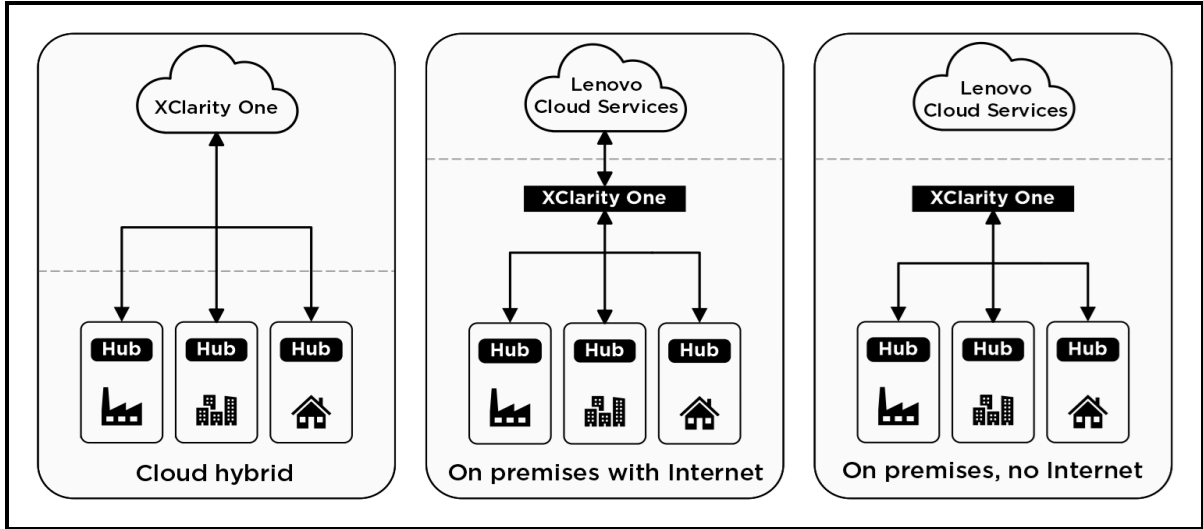 XClarity One
Hub
Hub
Hub
Cloud hybrid
Lenovo
Cloud Services
XClarity One
Hub
Hub
Hub
On premises with Internet
Lenovo
Cloud Services
XClarity One
Hub
Hub
Hub
On premises, no Internet